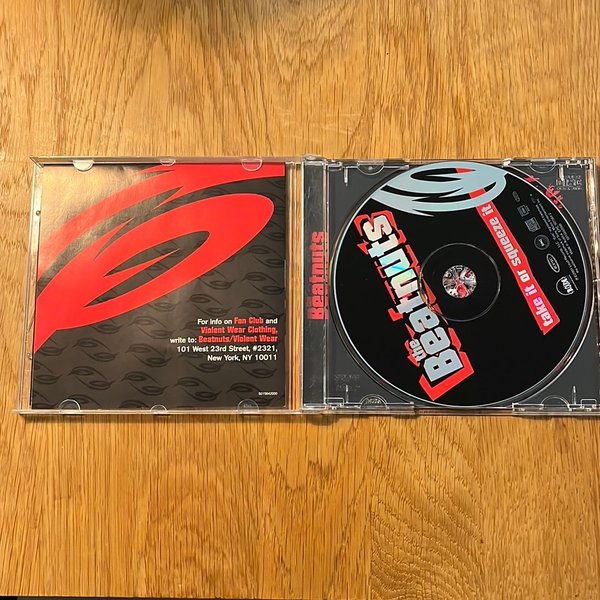 For info on Fan Club and
Violent Wear Clothing,
write to: Beatnuts/Violent Wear
101 West 23rd Street, #2321,
New York, NY 10011
Beatnuts
the
Beatnuts
take it or squeeze it